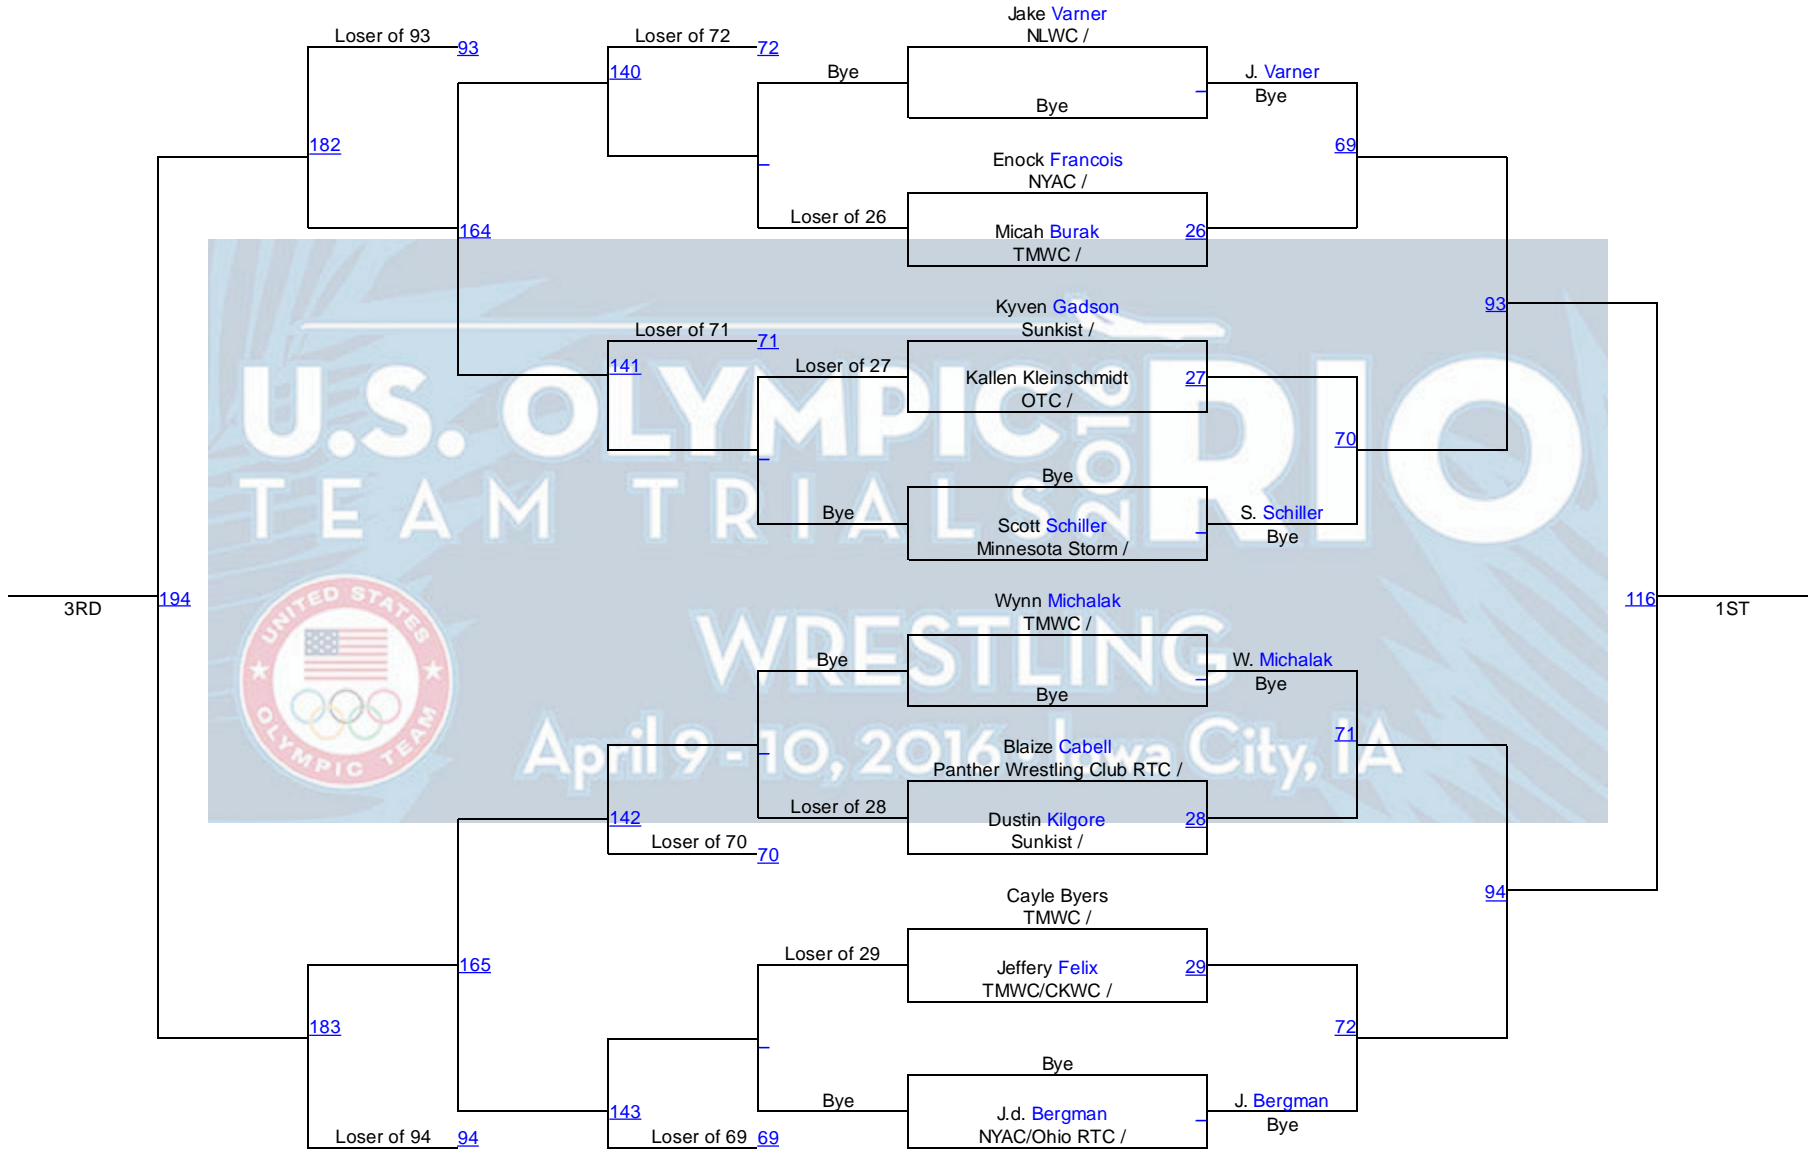 Jake Varner
Loser of 93
93
Loser of 72
72
NLWC /
140
Bye
J. Varner
Bye
Bye
182
69
Enock Francois
NYAC /
Loser of 26
164
Micah Burak
26
TMWC /
Kyven Gadson
93
Loser of 71
71
Sunkist /
141
Loser of 27
Kallen Kleinschmidt
27
OTC /
70
Bye
Bye
S. Schiller
Scott Schiller
Bye
Minnesota Storm /
U.S. OLYMPIC
TEAM TRIALS
2016
RIO
WRESTLING
April 9 - 10, 2016 · Iowa City, IA
UNITED STATES
OLYMPIC TEAM
194
3RD
Wynn Michalak
116
1ST
TMWC /
Bye
W. Michalak
Bye
Bye
71
Blaize Cabell
Panther Wrestling Club RTC /
Loser of 28
142
Dustin Kilgore
28
Loser of 70
70
Sunkist /
Cayle Byers
94
TMWC /
Loser of 29
165
Jeffery Felix
29
TMWC/CKWC /
183
72
Bye
Bye
J. Bergman
143
J.d. Bergman
Bye
Loser of 94
94
Loser of 69
69
NYAC/Ohio RTC /